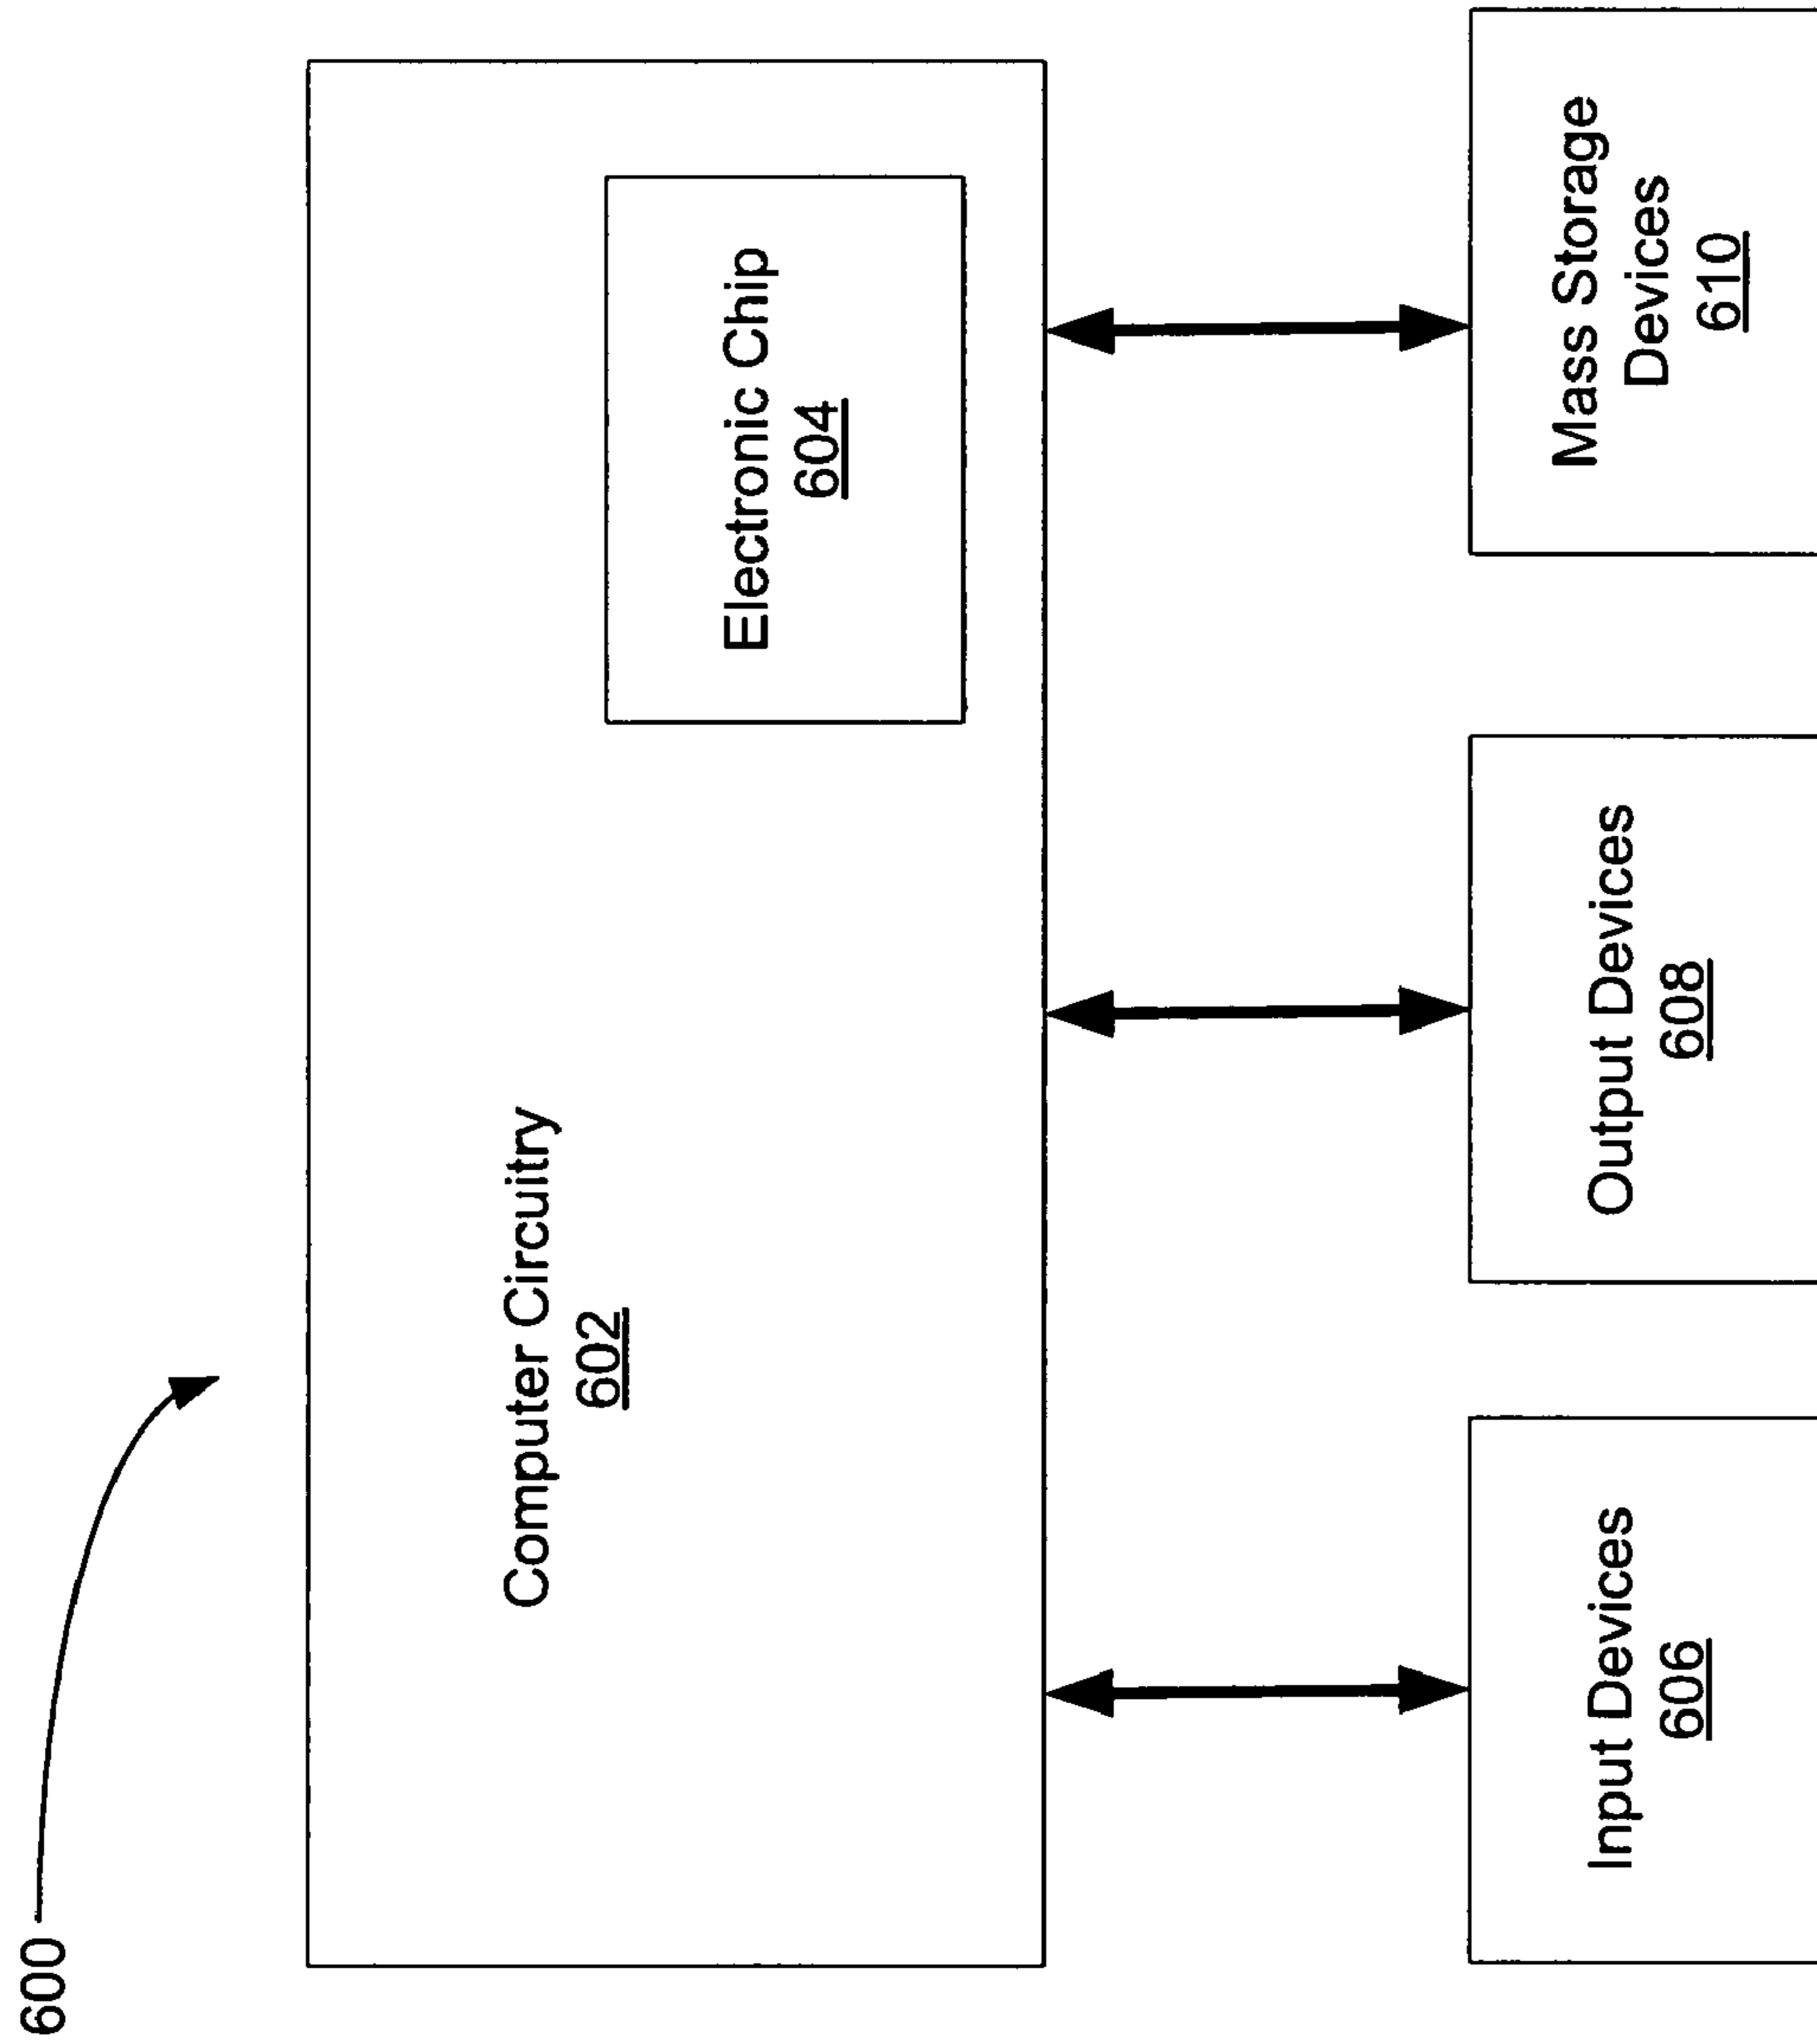 600
Computer Circuitry
602
Electronic Chip
604
Input Devices
606
Output Devices
608
Mass Storage
Devices
610